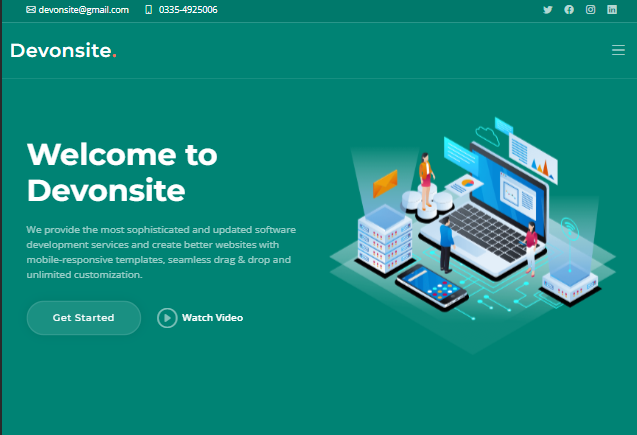 devonsite@gmail.com 0335-4925006
Devonsite.
Welcome to
Devonsite
We provide the most sophisticated and updated software
development services and create better websites with
mobile-responsive templates, seamless drag & drop and
unlimited customization.
Get Started Watch Video